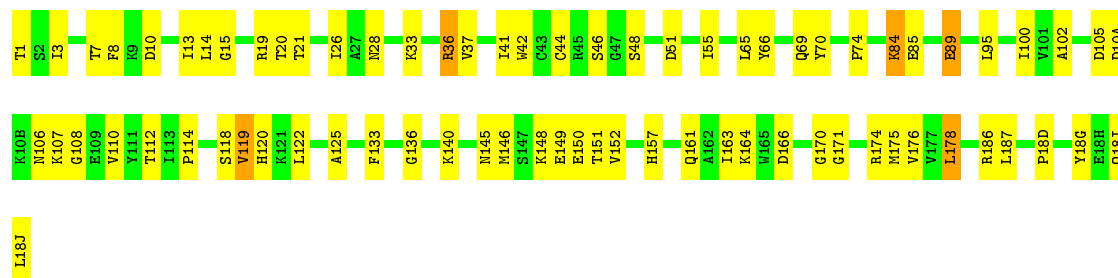 T1 S2 I3 T7 F8 K9 D10 I13 L14 G15 R19 T20 T21 I26 A27 N28 K33 R36 V37 I41 W42 C43 C44 R45 S46 G47 S48 D51 I55 L65 Y66 Q69 Y70 P74 K84 E85 E89 L95 I100 V101 A102 D105
K10B N106 K107 G108 E109 V110 Y111 T112 I113 P114 S118 V119 H120 K121 L122 A125 F133 G136 K140 N145 M146 S147 K148 E149 E150 T151 V152 H157 Q161 A162 I163 K164 W165 D166 G170 G171 R174 M175 V176 V177 L178 R186 L187 P18D Y18G E18H
L18J